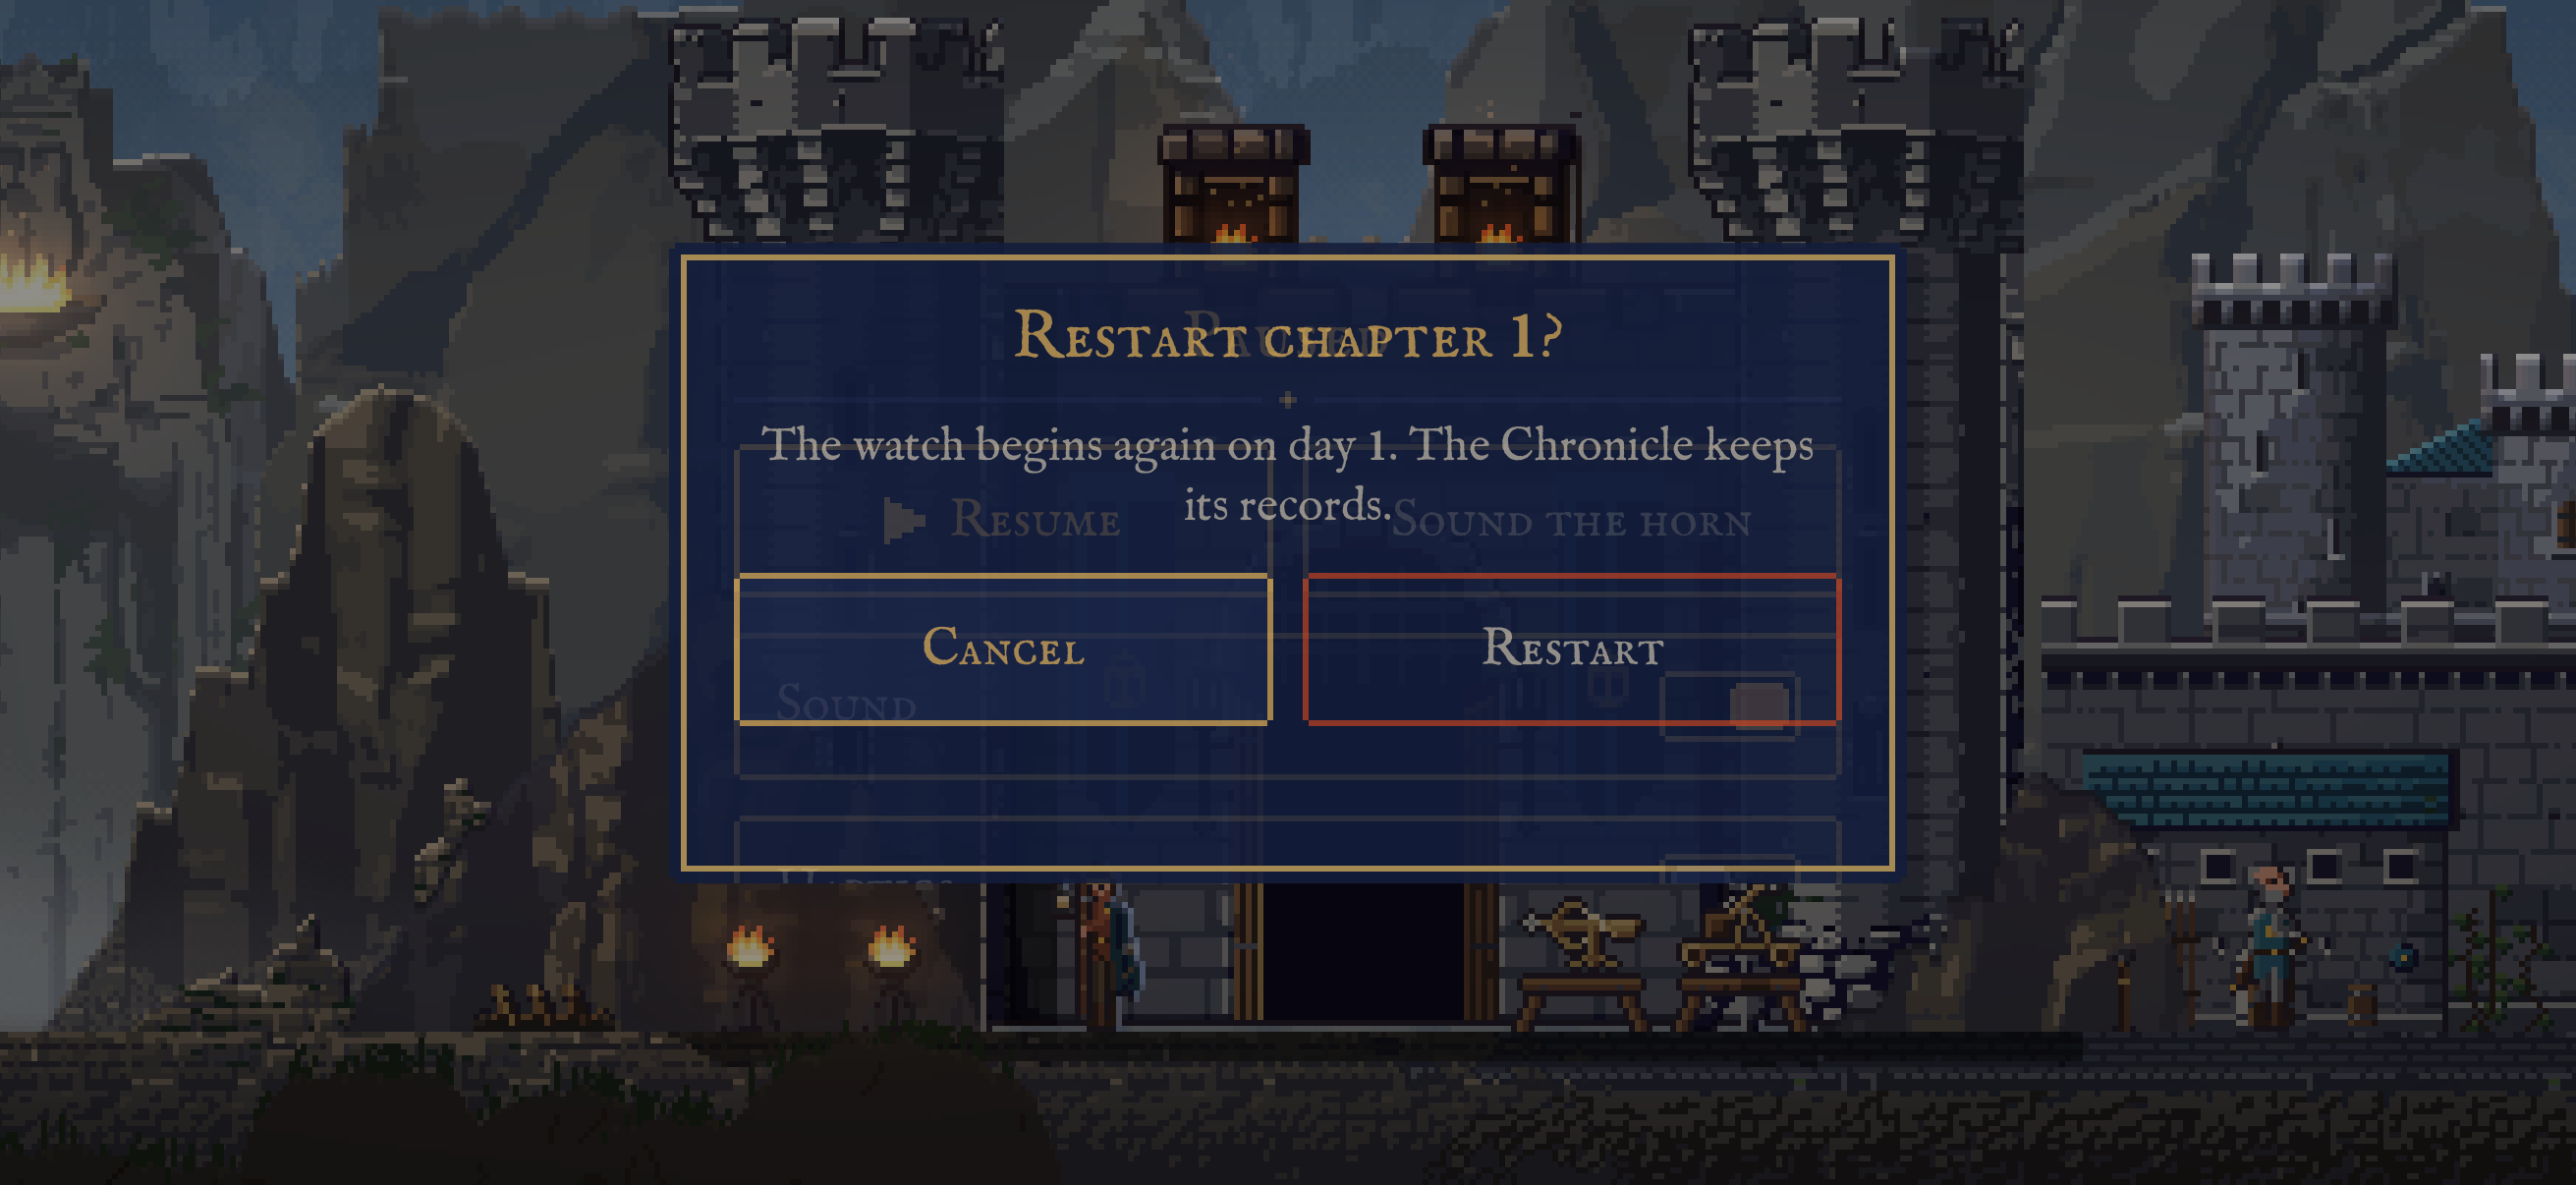 Restart chapter 1?
Paused
The watch begins again on day 1. The Chronicle keeps
its records.
Resume
Sound the horn
Cancel
Restart
Sound